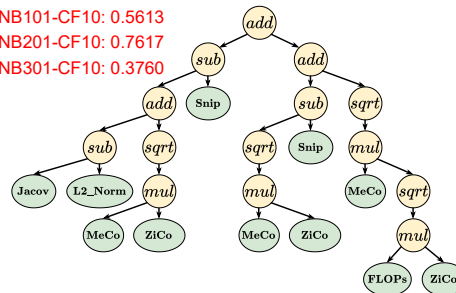 NB101-CF10: 0.5613
NB201-CF10: 0.7617
NB301-CF10: 0.3760
add
sub add
add Snip sub sqrt
sub sqrt sqrt Snip mul
Jacov L2_Norm mul mul MeCo sqrt
MeCo ZiCo MeCo ZiCo mul
FLOPs ZiCo